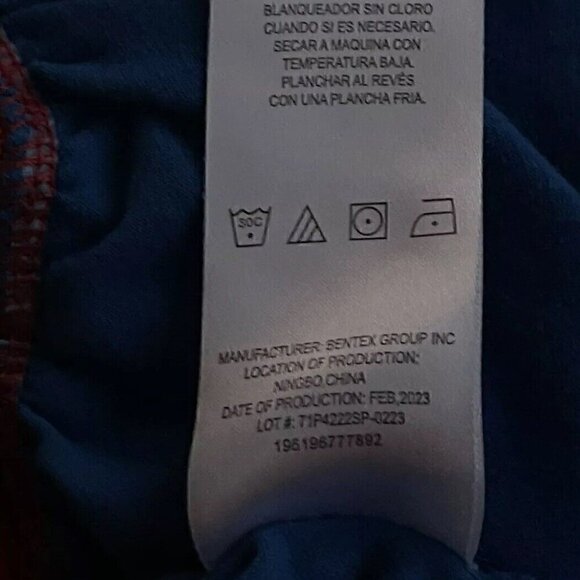 BLANQUEADOR SIN CLORO
CUANDO SI ES NECESARIO.
SECAR A MAQUINA CON
TEMPERATURA BAJA.
PLANCHAR AL REVÉS
CON UNA PLANCHA FRIA.
30C
MANUFACTURER: BENTEX GROUP INC
LOCATION OF PRODUCTION:
NINGBO,CHINA
DATE OF PRODUCTION: FEB,2023
LOT #: T1P4222SP-0223
196196777892